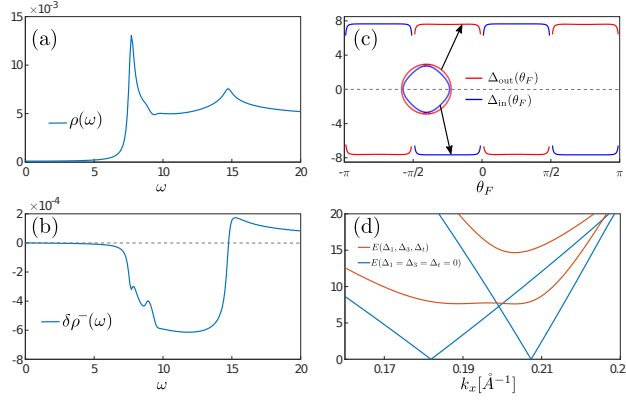 ×10⁻³
15
10
5
0
(a)
ρ(ω)
0 5 10 15 20
ω
×10⁻⁴
2
0
-2
-4
-6
-8
(b)
δρ⁻(ω)
0 5 10 15 20
ω
8
4
0
-4
-8
(c)
Δout(θF)
Δin(θF)
-π -π/2 0 π/2 π
θF
20
15
10
5
0
(d)
E(Δ₁, Δ₃, Δₜ)
E(Δ₁ = Δ₃ = Δₜ = 0)
0.17 0.19 0.21 0.2
kₓ[Å⁻¹]